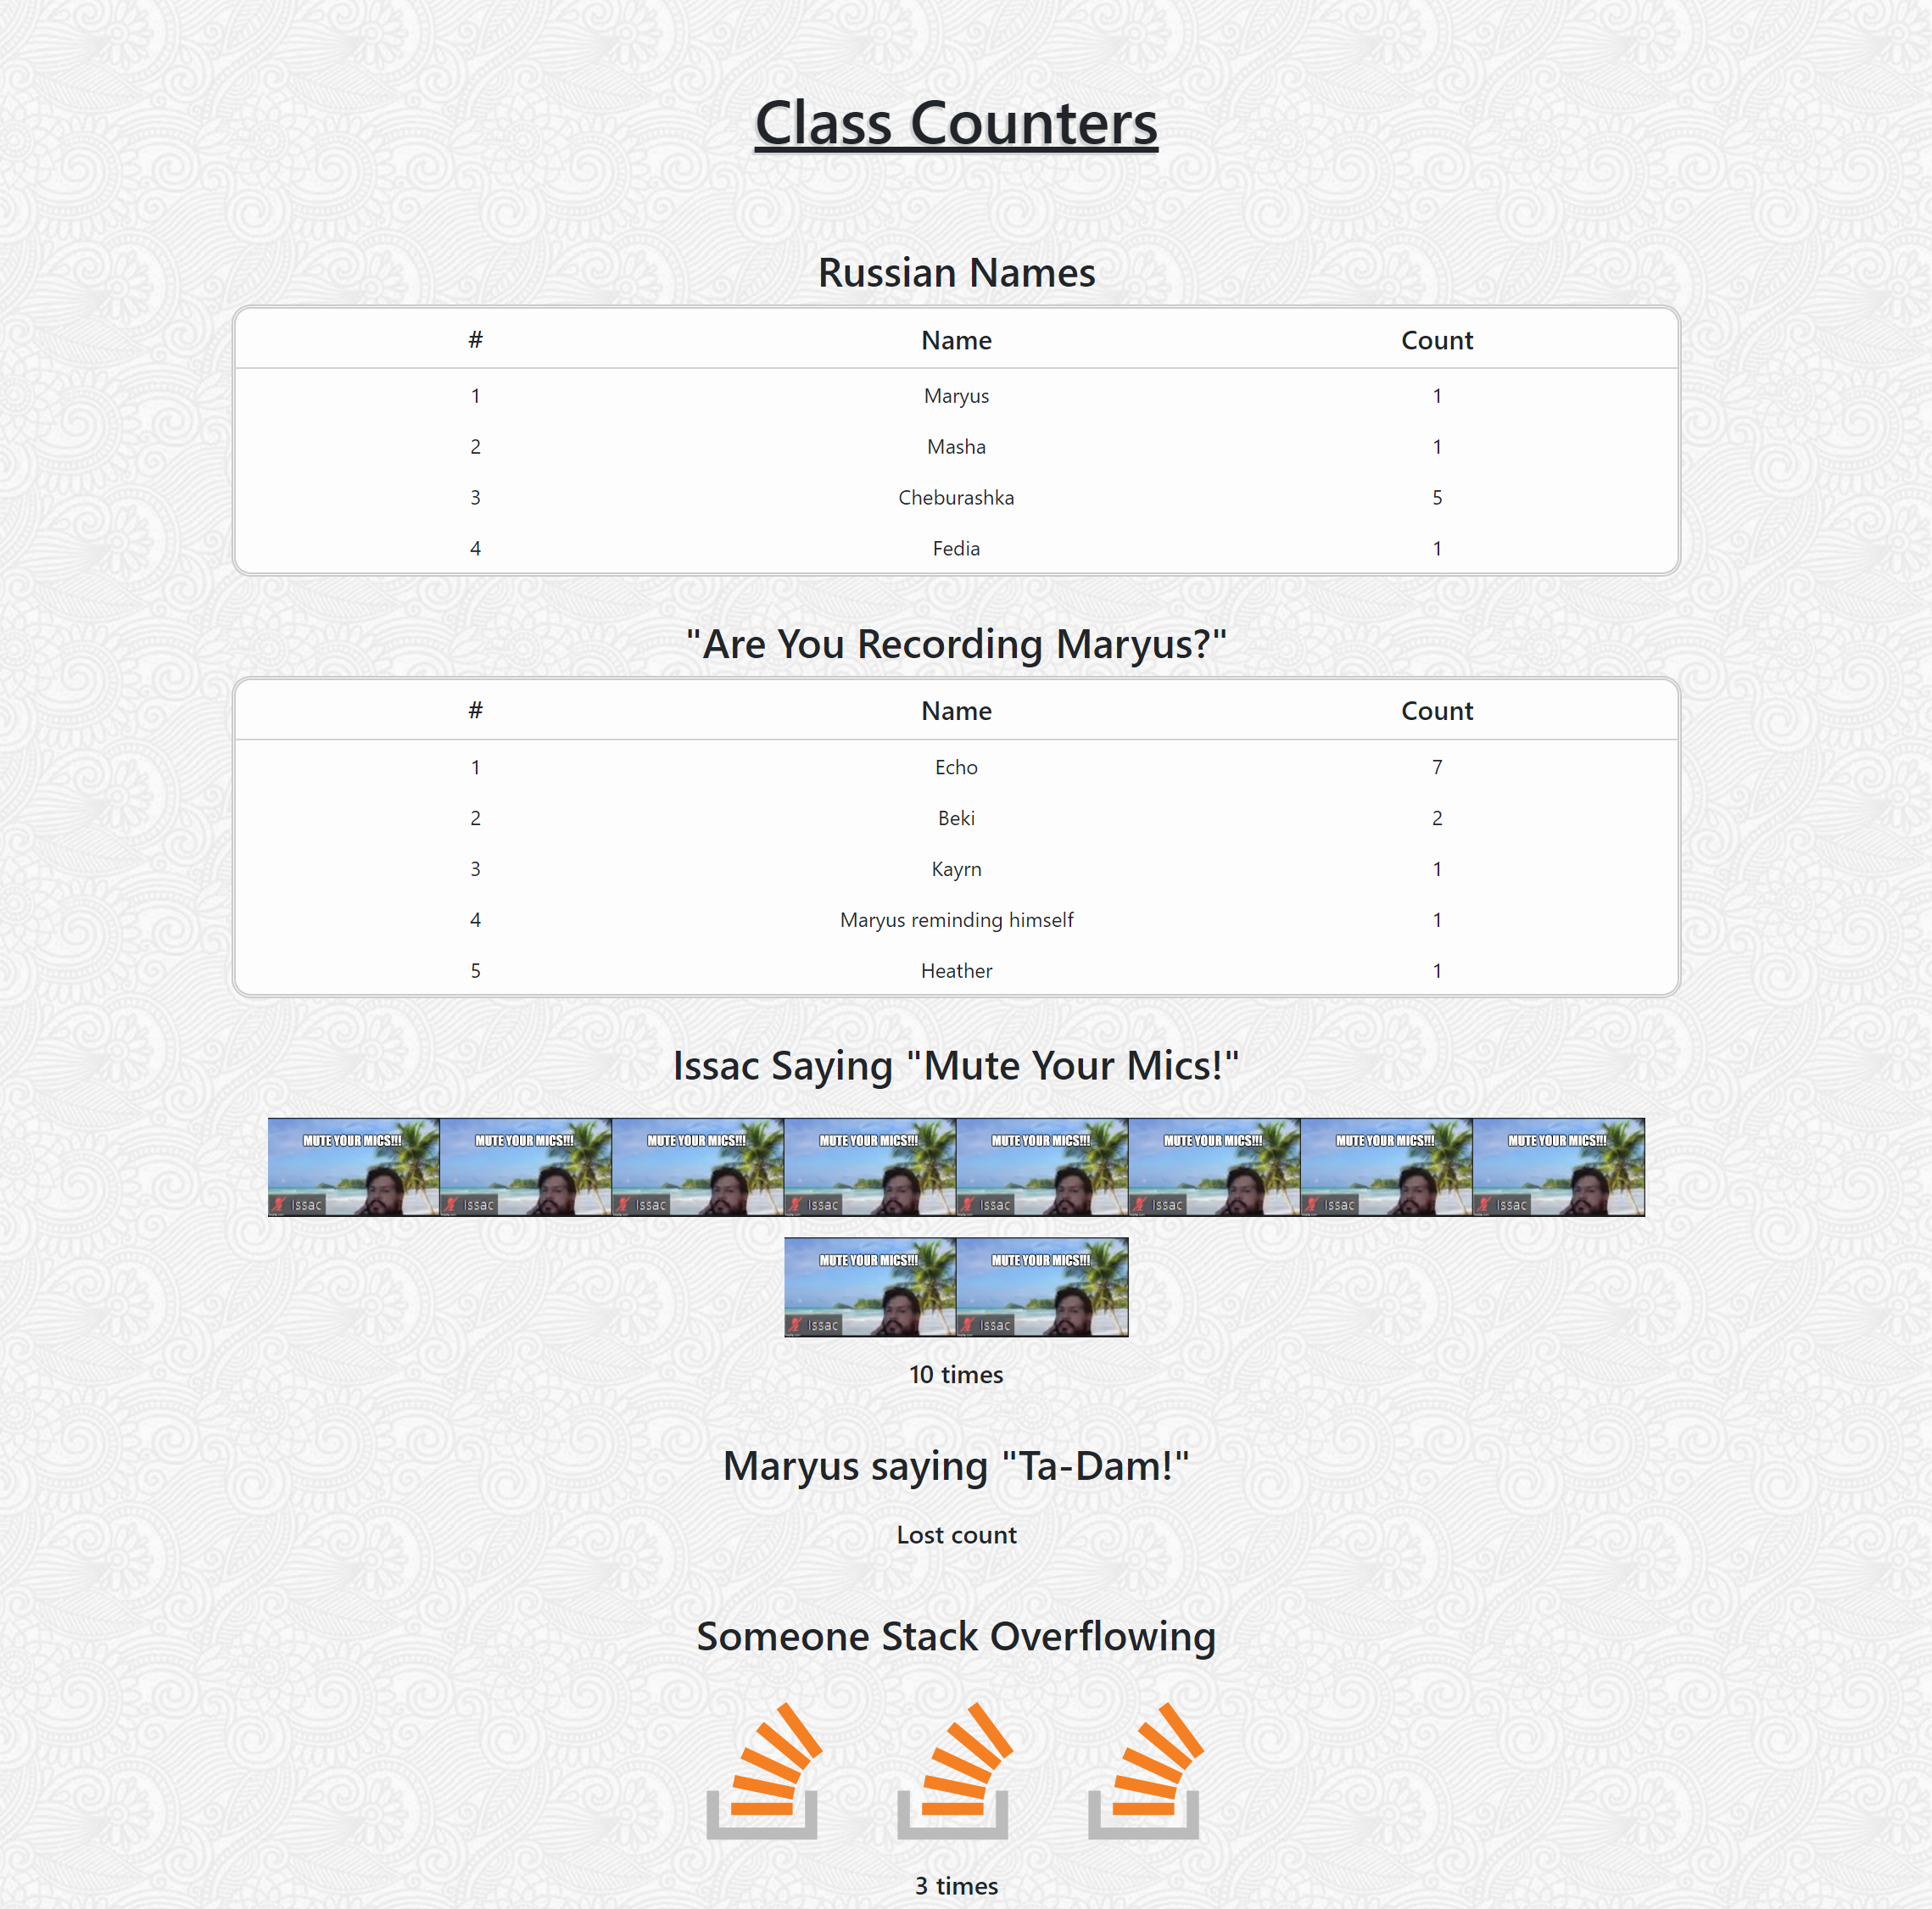 Class Counters
Russian Names
# Name Count
1 Maryus 1
2 Masha 1
3 Cheburashka 5
4 Fedia 1
"Are You Recording Maryus?"
# Name Count
1 Echo 7
2 Beki 2
3 Kayrn 1
4 Maryus reminding himself 1
5 Heather 1
Issac Saying "Mute Your Mics!"
MUTE YOUR MICS!!! MUTE YOUR MICS!!! MUTE YOUR MICS!!! MUTE YOUR MICS!!! MUTE YOUR MICS!!! MUTE YOUR MICS!!! MUTE YOUR MICS!!! MUTE YOUR MICS!!!
Issac Issac Issac Issac Issac Issac Issac Issac
MUTE YOUR MICS!!! MUTE YOUR MICS!!!
Issac Issac
10 times
Maryus saying "Ta-Dam!"
Lost count
Someone Stack Overflowing
3 times